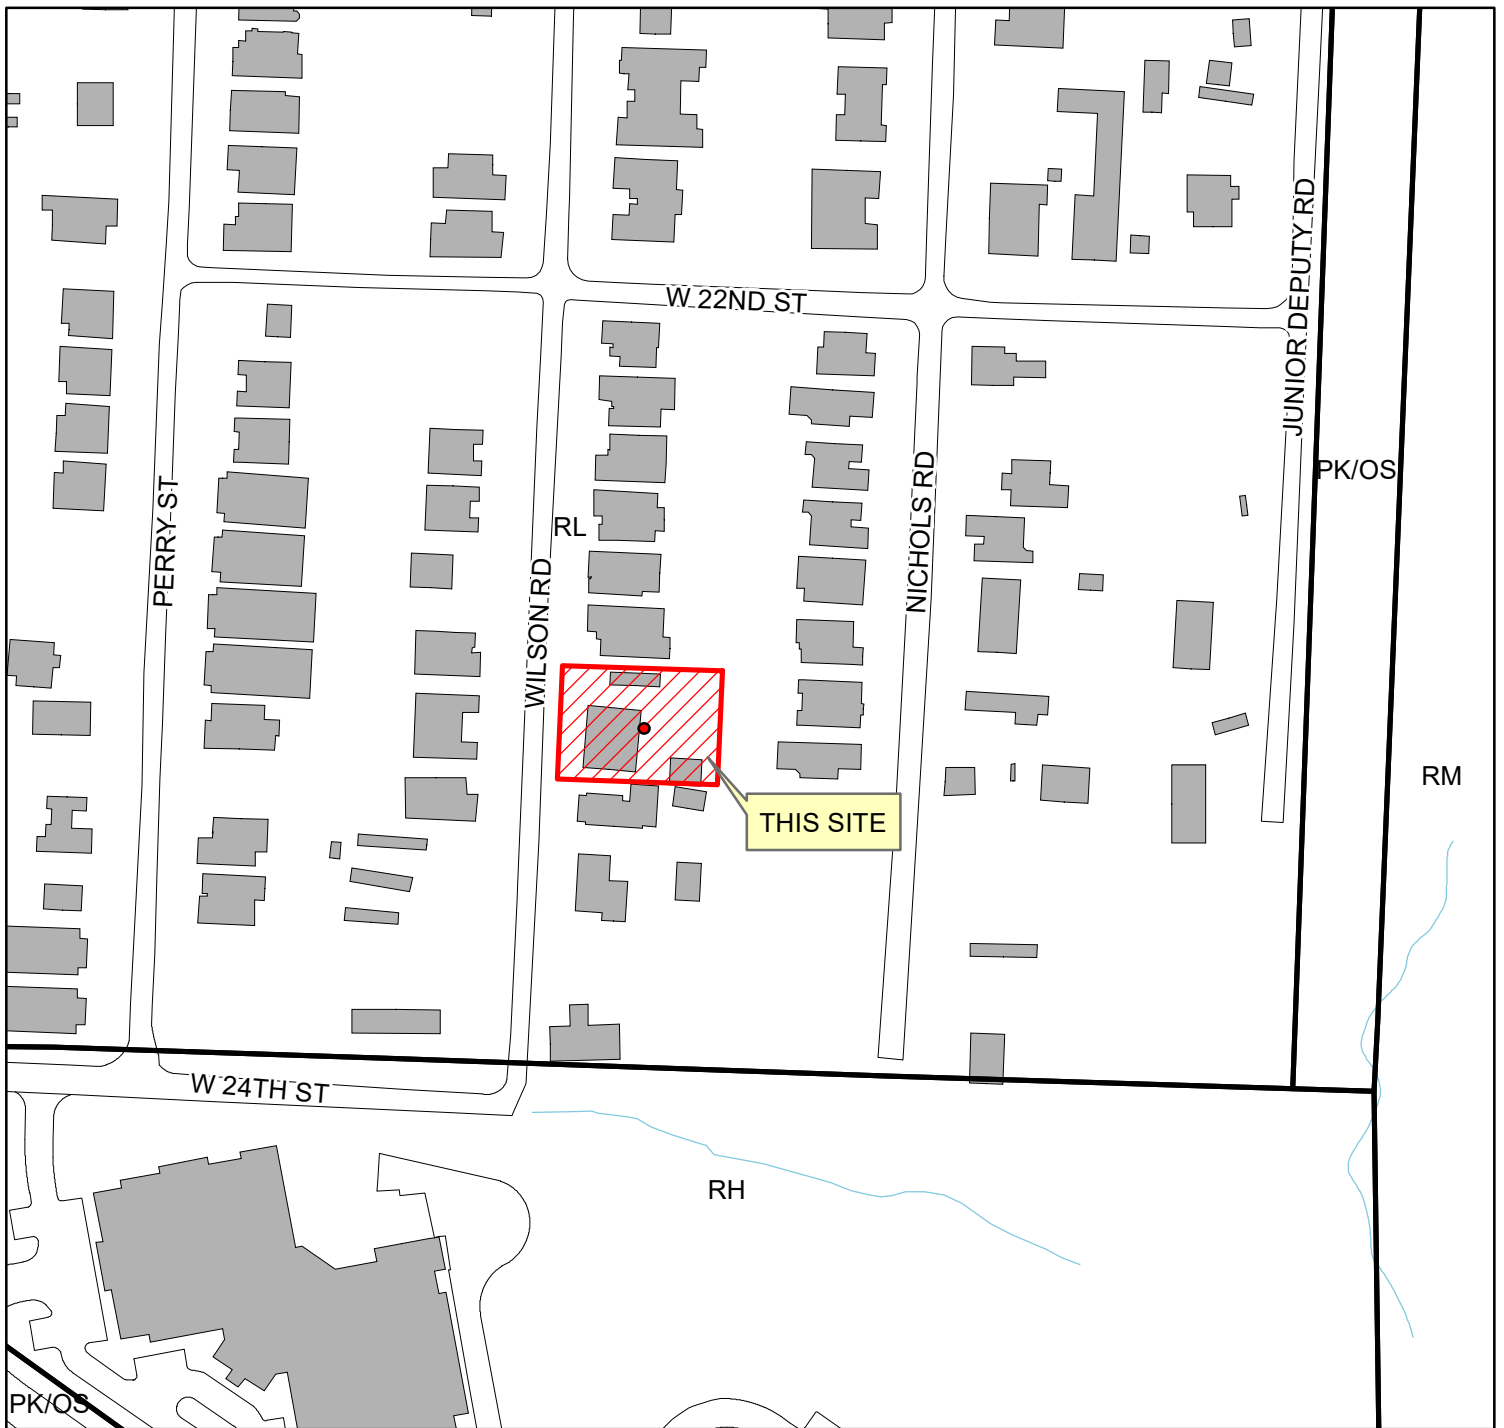 W 22ND ST
JUNIOR DEPUTY RD
PK/OS
PERRY ST
RL
NICHOLS RD
WILSON RD
RM
THIS SITE
W 24TH ST
RH
PK/OS